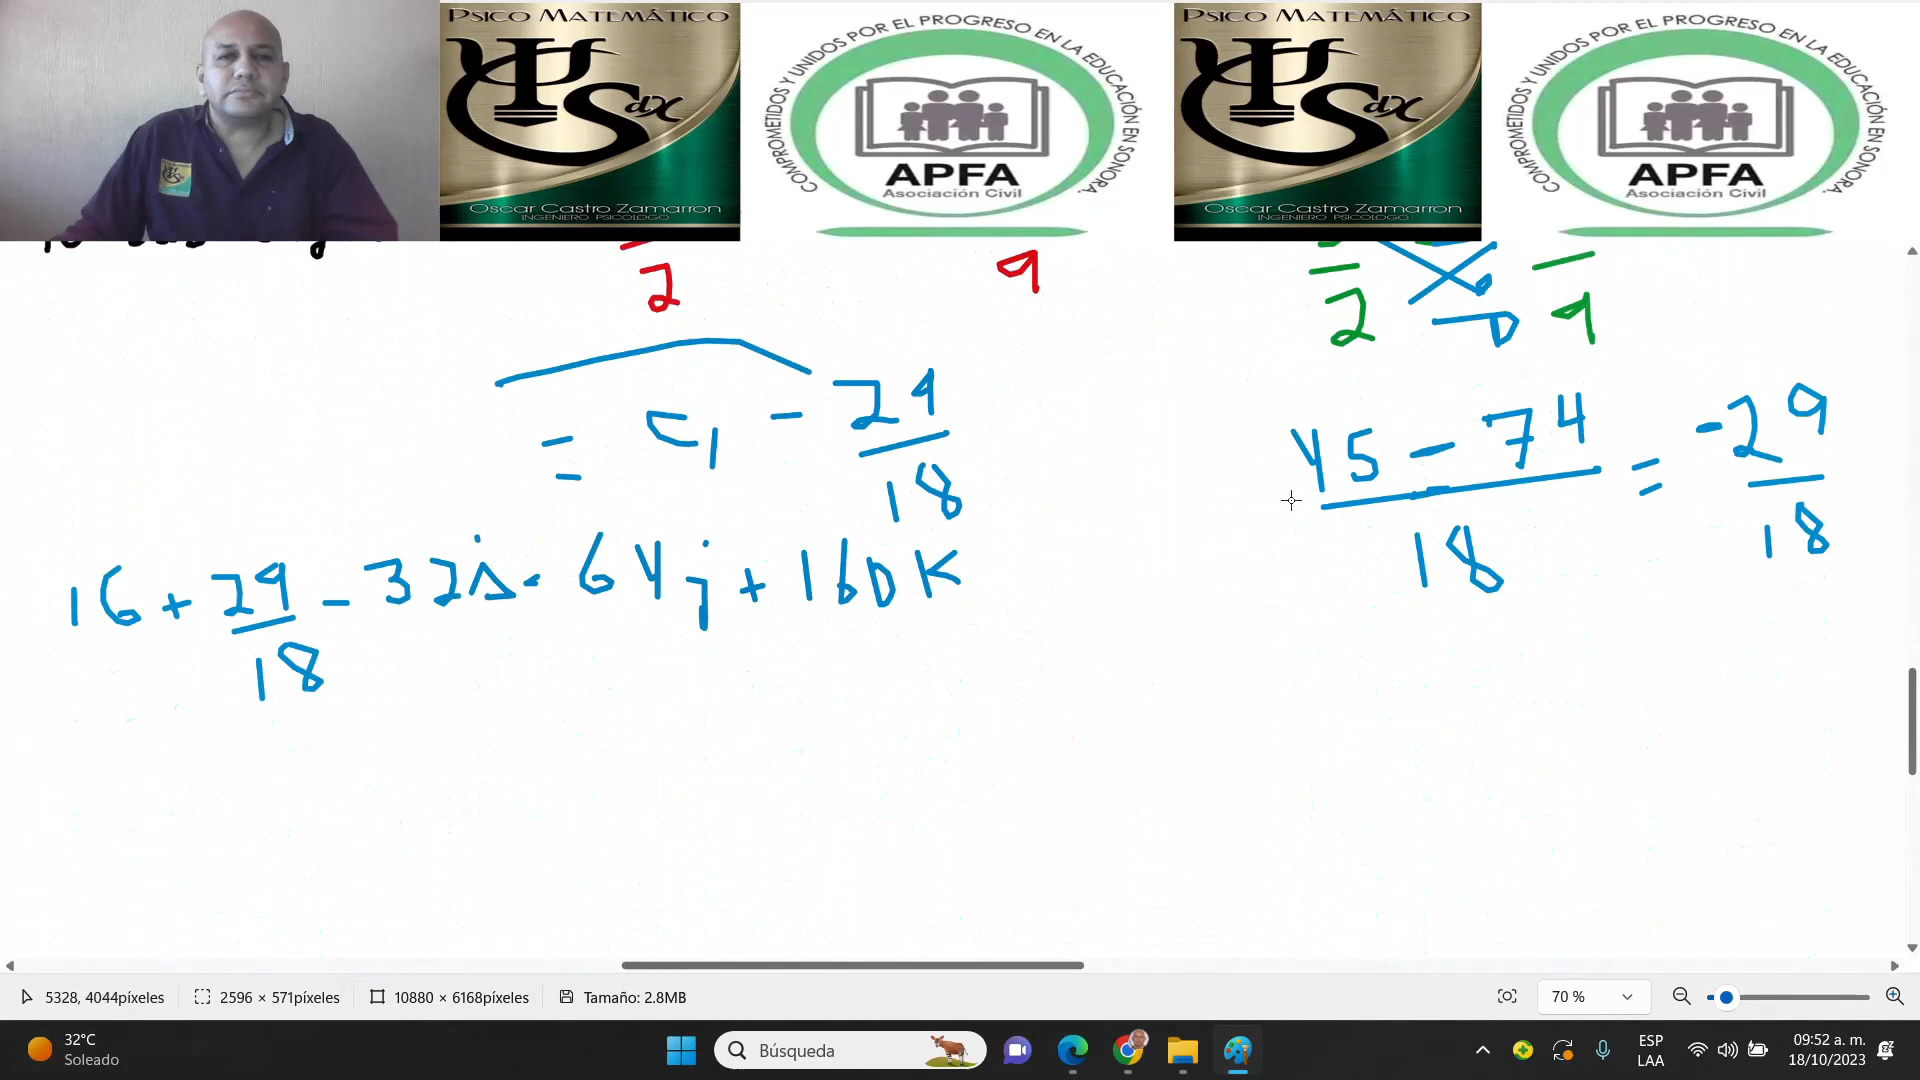 PSICO MATEMÁTICO
dx
Oscar Castro Zamarron
INGENIERO PSICOLOGO
COMPROMETIDOS Y UNIDOS POR EL PROGRESO EN LA EDUCACIÓN EN SONORA.
APFA
Asociación Civil
PSICO MATEMÁTICO
dx
Oscar Castro Zamarron
INGENIERO PSICOLOGO
COMPROMETIDOS Y UNIDOS POR EL PROGRESO EN LA EDUCACIÓN EN SONORA.
APFA
Asociación Civil
2 9
2 9
= 51 - 29/18
45 - 74 / 18 = -29/18
16 + 29/18 - 32i - 64j + 160K
5328, 4044píxeles 2596 × 571píxeles 10880 × 6168píxeles Tamaño: 2.8MB 70 %
32°C
Soleado
Búsqueda
ESP
LAA
09:52 a. m.
18/10/2023